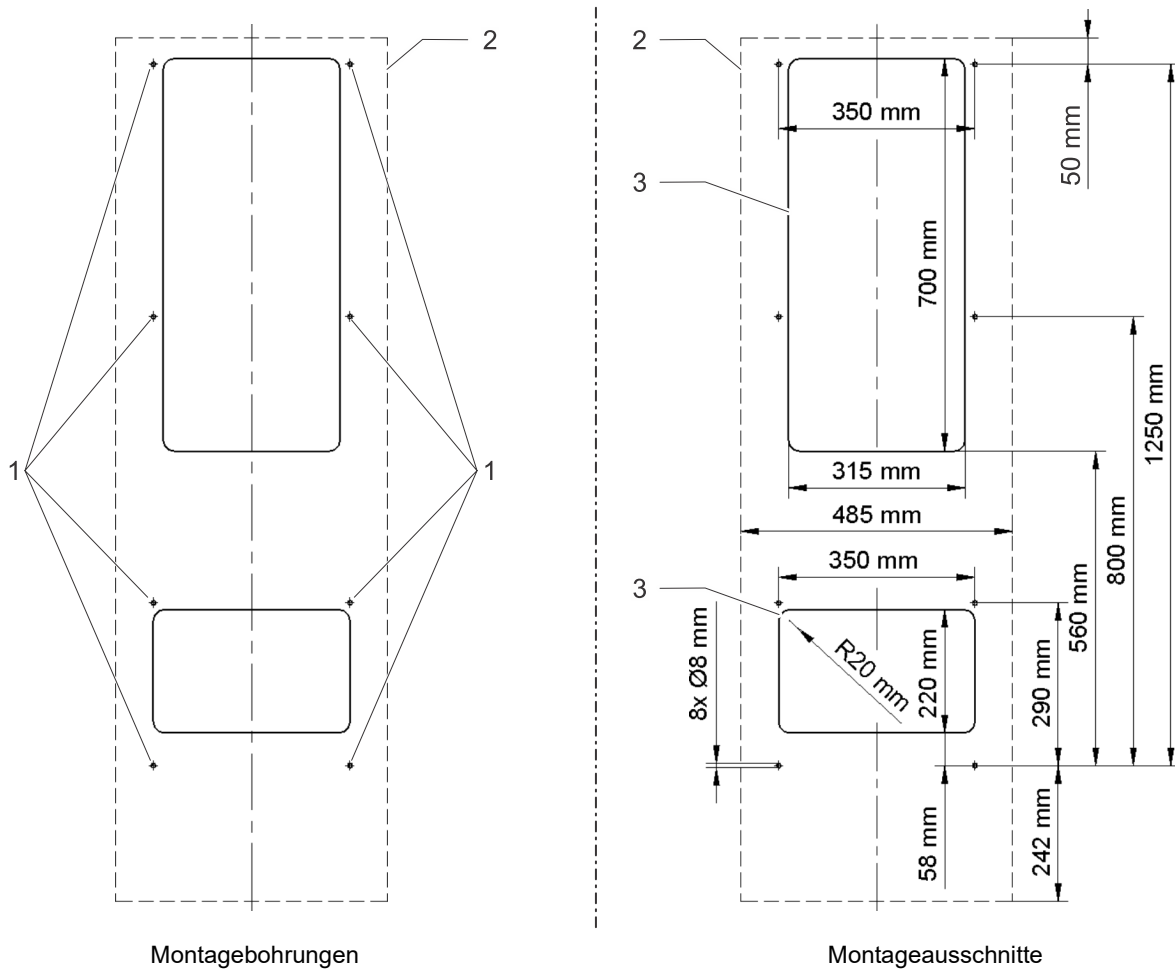 2
1
1
Montagebohrungen
2
50 mm
350 mm
3
700 mm
1250 mm
315 mm
485 mm
800 mm
350 mm
560 mm
3
8x Ø8 mm
R20 mm
220 mm
290 mm
58 mm
242 mm
Montageausschnitte